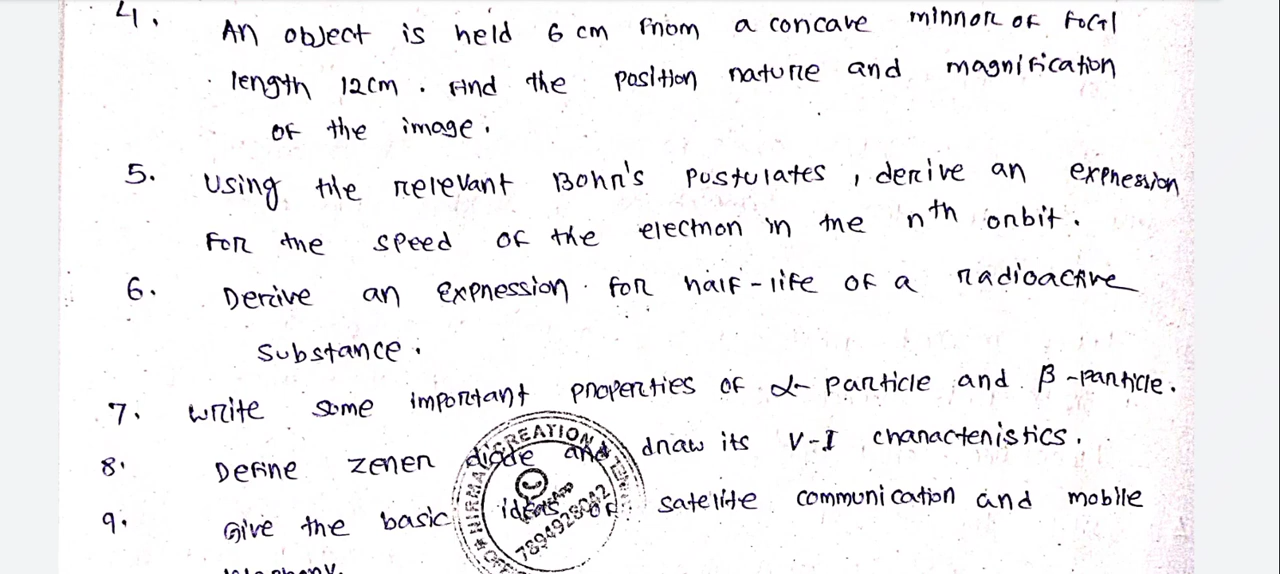 4. An object is held 6 cm from a concave mirror of focal
length 12cm. Find the position nature and magnification
of the image.
5. Using the relevant Bohr's postulates, derive an expression
for the speed of the electron in the nth orbit.
6. Derive an expression for half-life of a radioactive
substance.
7. Write some important properties of α- particle and β-particle.
8. Define zener diode and draw its V-I characteristics.
9. Give the basic ideas of satelite communication and mobile
CREATION
7894928042